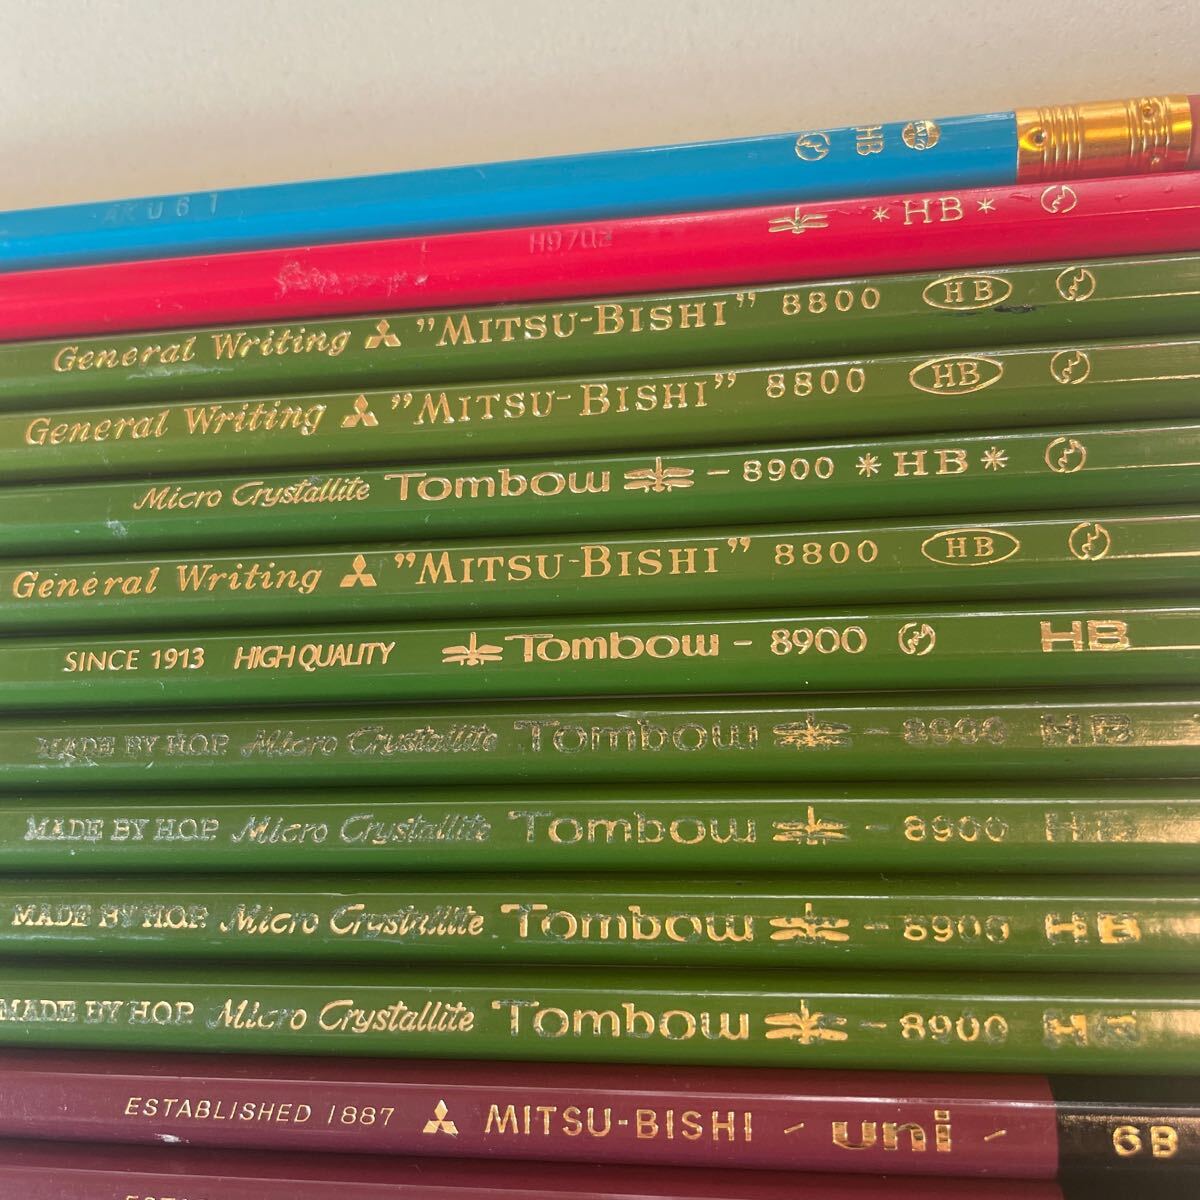 AKU61 HB
H9702 *HB*
General Writing "MITSU-BISHI" 8800 HB
General Writing "MITSU-BISHI" 8800 HB
Micro Crystallite Tombow - 8900 *HB*
General Writing "MITSU-BISHI" 8800 HB
SINCE 1913 HIGH QUALITY Tombow - 8900 HB
MADE BY H.O.P. Micro Crystallite Tombow - 8900 HB
MADE BY H.O.P. Micro Crystallite Tombow - 8900 HB
MADE BY H.O.P. Micro Crystallite Tombow - 8900 HB
MADE BY H.O.P. Micro Crystallite Tombow - 8900 HB
ESTABLISHED 1887 MITSU-BISHI - uni - 6B